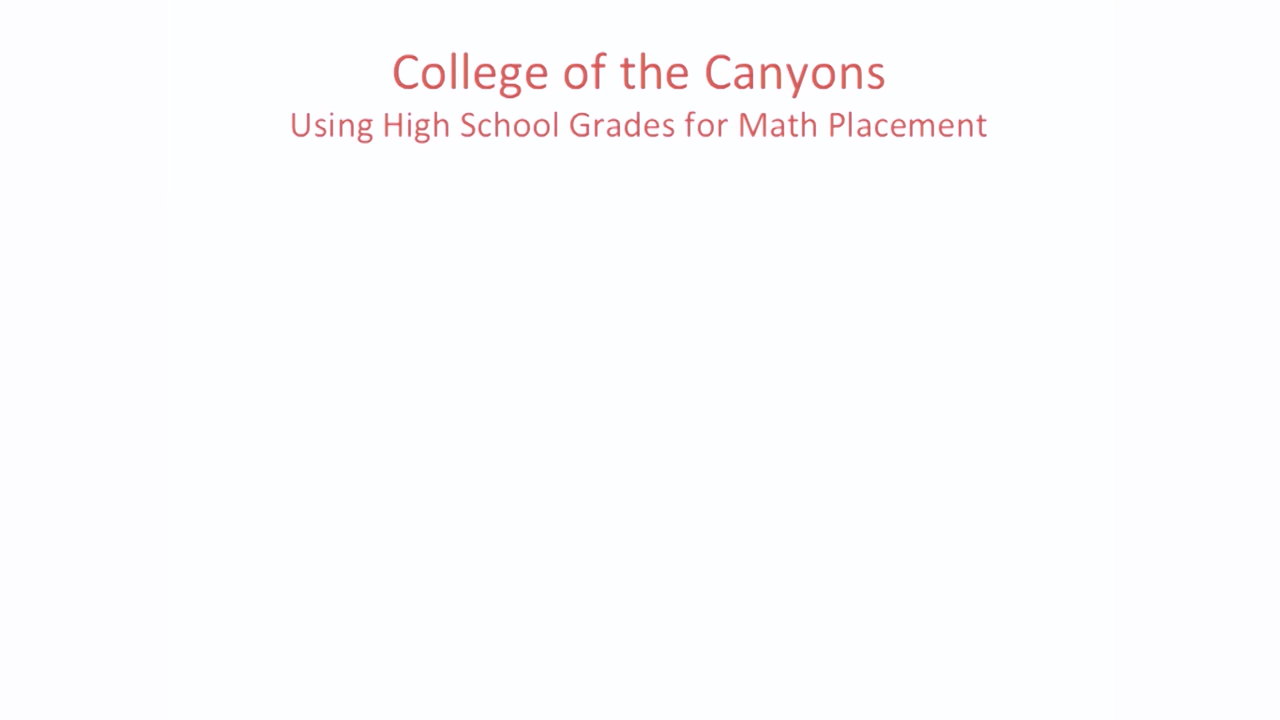 College of the Canyons
Using High School Grades for Math Placement